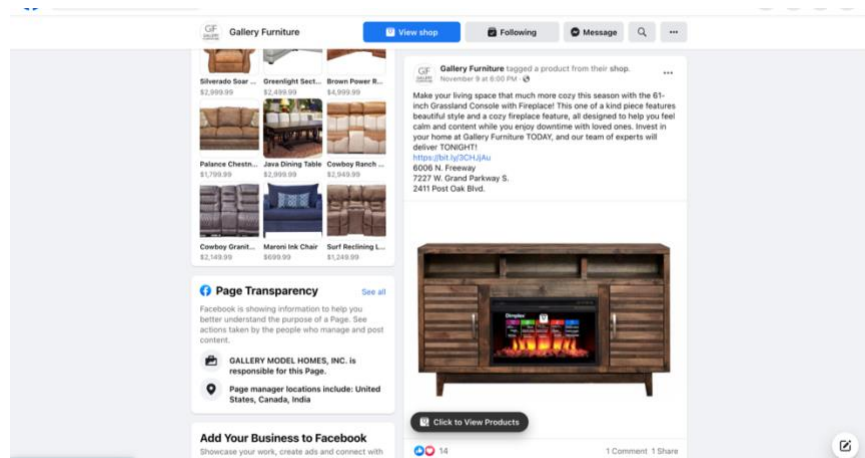 GF
GALLERY
Gallery Furniture
View shop
Following
Message
Silverado Soar ...
$2,999.99
Greenlight Sect...
$2,499.99
Brown Power R...
$4,999.99
Palance Chestn...
$1,799.99
Java Dining Table
$2,999.99
Cowboy Ranch ...
$2,949.99
Cowboy Granit...
$2,149.99
Maroni Ink Chair
$699.99
Surf Reclining L...
$1,249.99
Page Transparency
See all
Facebook is showing information to help you
better understand the purpose of a Page. See
actions taken by the people who manage and post
content.
GALLERY MODEL HOMES, INC. is
responsible for this Page.
Page manager locations include: United
States, Canada, India
Add Your Business to Facebook
Showcase your work, create ads and connect with
GF
GALLERY
Gallery Furniture tagged a product from their shop.
November 9 at 6:00 PM ·
Make your living space that much more cozy this season with the 61-
inch Grassland Console with Fireplace! This one of a kind piece features
beautiful style and a cozy fireplace feature, all designed to help you feel
calm and content while you enjoy downtime with loved ones. Invest in
your home at Gallery Furniture TODAY, and our team of experts will
deliver TONIGHT!
https://bit.ly/3CHJjAu
6006 N. Freeway
7227 W. Grand Parkway S.
2411 Post Oak Blvd.
Dimplex
Click to View Products
14
1 Comment 1 Share